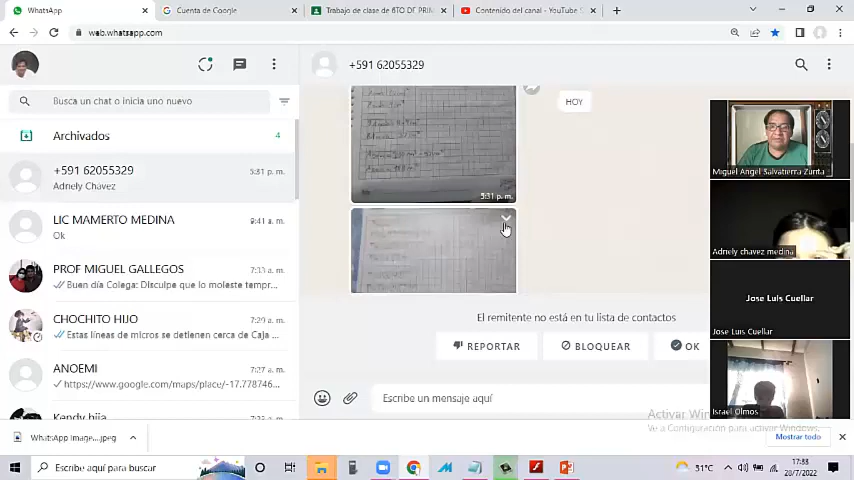 WhatsApp
Cuenta de Google
Trabajo de clase de 6TO DE PRIM
Contenido del canal - YouTube S
web.whatsapp.com
+591 62055329
Busca un chat o inicia uno nuevo
HOY
Archivados
4
+591 62055329
5:31 p. m.
Adnely Chávez
5:31 p. m.
Miguel Angel Salvatierra Zurita
LIC MAMERTO MEDINA
9:41 a. m.
Ok
Adnely chavez medina
PROF MIGUEL GALLEGOS
7:33 a. m.
Buen día Colega: Disculpe que lo moleste tempr...
Jose Luis Cuellar
CHOCHITO HIJO
7:29 a. m.
Estas líneas de micros se detienen cerca de Caja ...
El remitente no está en tu lista de contactos
Jose Luis Cuellar
REPORTAR
BLOQUEAR
OK
ANOEMI
7:27 a. m.
https://www.google.com/maps/place/-17.778746...
Escribe un mensaje aquí
Israel Olmos
Kendy hija
Activar Win
Ve a Configuración para activar Windows.
WhatsApp Image....jpeg
Mostrar todo
Escribe aquí para buscar
31°C
17:38
28/7/2022